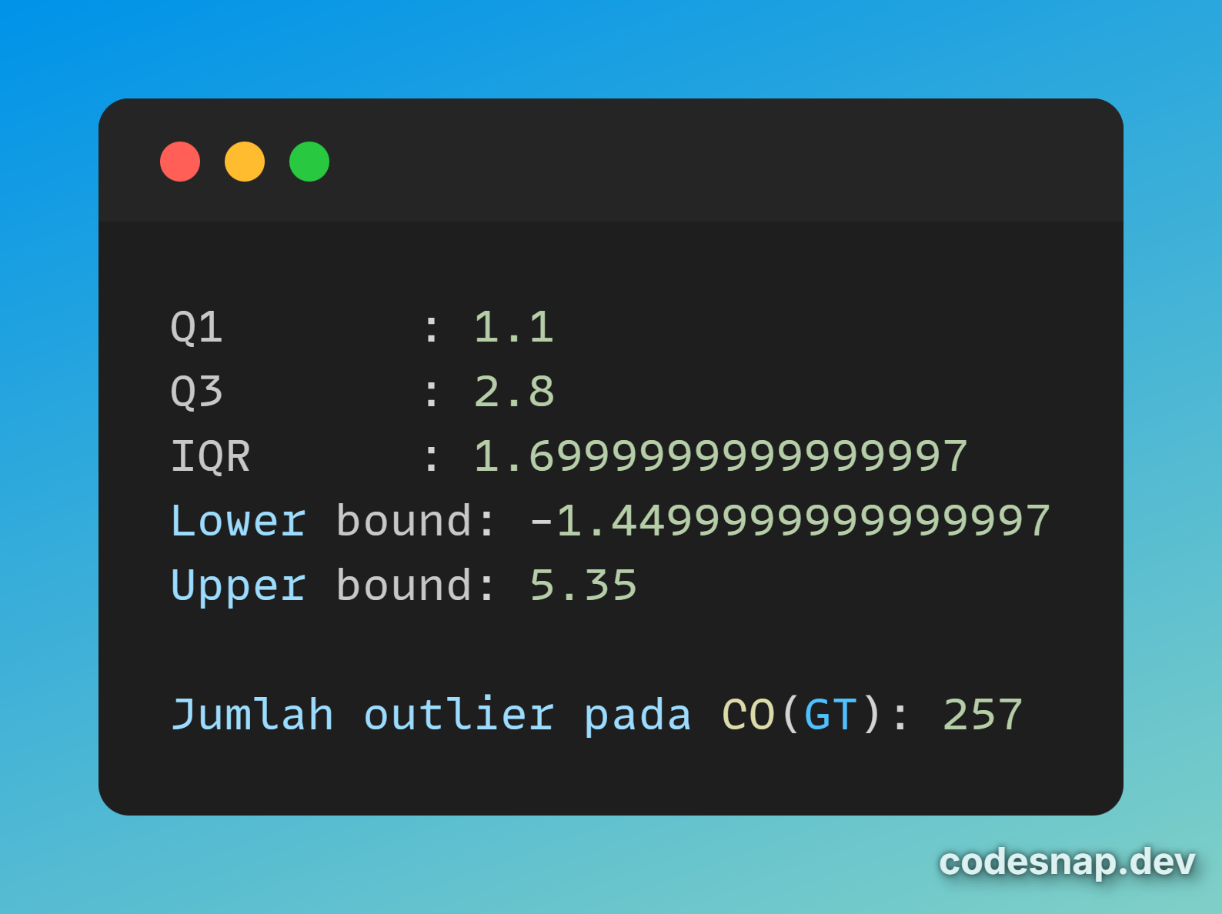 Q1 : 1.1
Q3 : 2.8
IQR : 1.6999999999999997
Lower bound: -1.4499999999999997
Upper bound: 5.35
Jumlah outlier pada CO(GT): 257
codesnap.dev